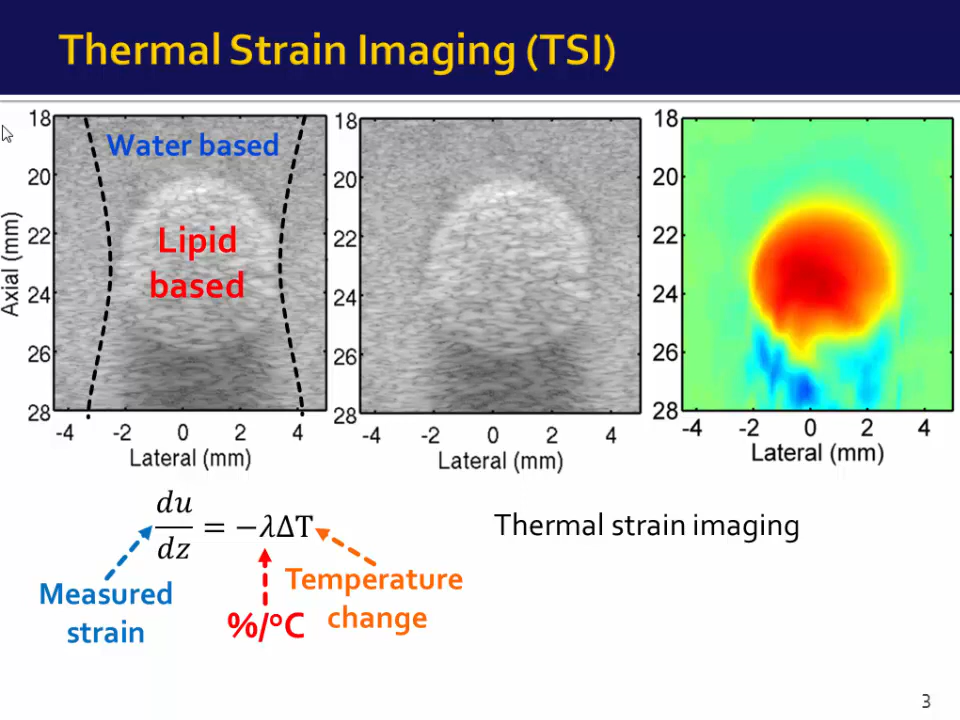 Thermal Strain Imaging (TSI)
18
20
22
24
26
28
Axial (mm)
Water based
Lipid
based
-4 -2 0 2 4
Lateral (mm)
18
20
22
24
26
28
-4 -2 0 2 4
Lateral (mm)
18
20
22
24
26
28
-4 -2 0 2 4
Lateral (mm)
du/dz = −λΔT
Thermal strain imaging
Measured
strain
%/°C
Temperature
change
3